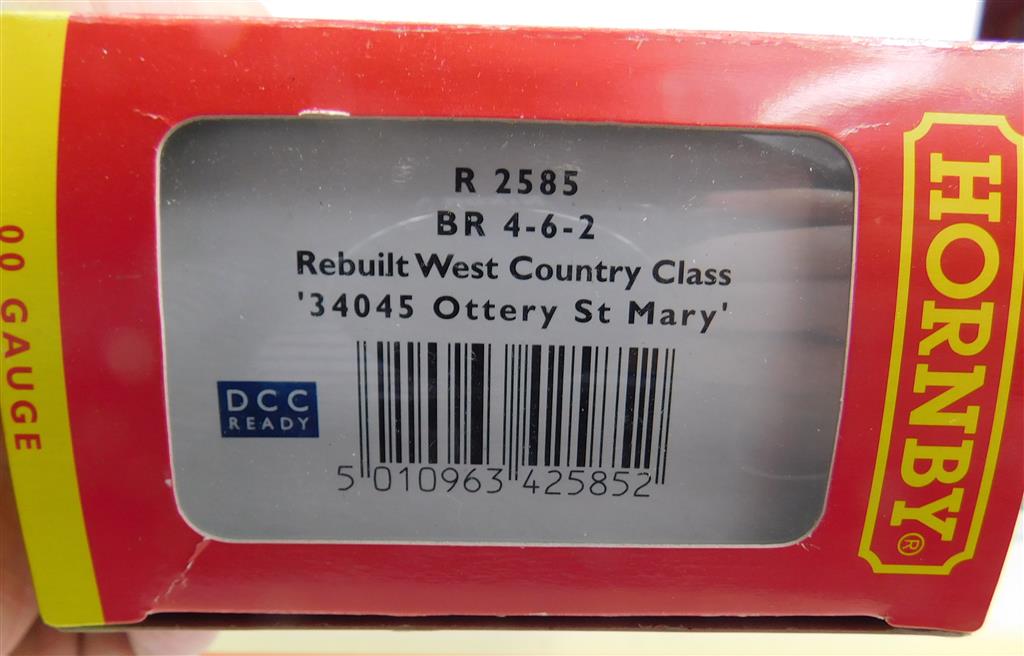 R 2585
BR 4-6-2
Rebuilt West Country Class
'34045 Ottery St Mary'
DCC
READY
5 010963 425852
00 GAUGE
HORNBY®